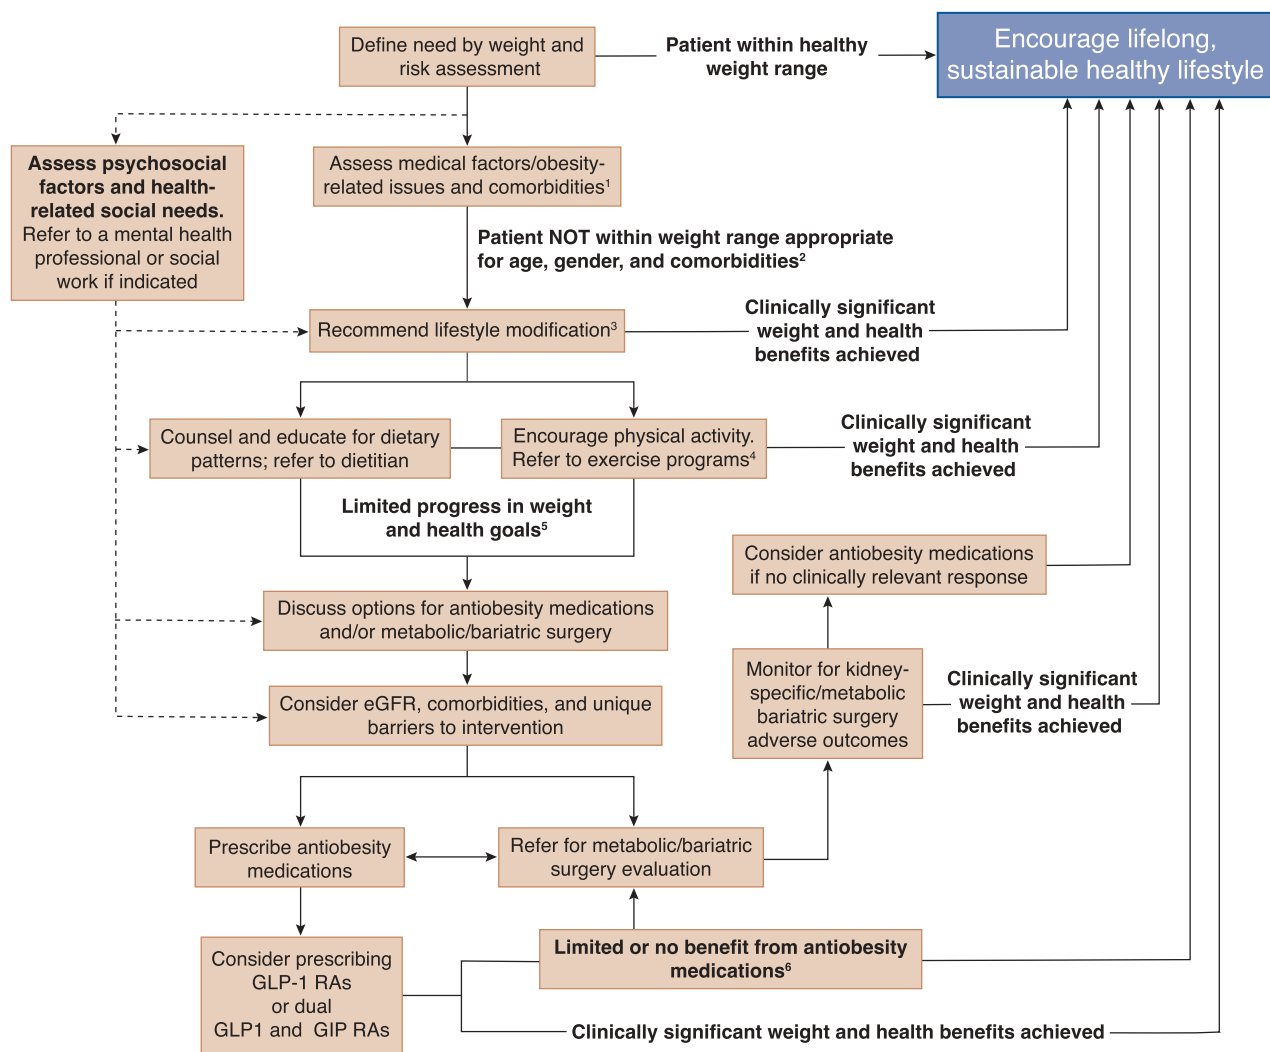 Define need by weight and
risk assessment
Patient within healthy
weight range
Encourage lifelong,
sustainable healthy lifestyle
Assess psychosocial
factors and health-
related social needs.
Refer to a mental health
professional or social
work if indicated
Assess medical factors/obesity-
related issues and comorbidities¹
Patient NOT within weight range appropriate
for age, gender, and comorbidities²
Recommend lifestyle modification³
Clinically significant
weight and health
benefits achieved
Counsel and educate for dietary
patterns; refer to dietitian
Encourage physical activity.
Refer to exercise programs⁴
Clinically significant
weight and health
benefits achieved
Limited progress in weight
and health goals⁵
Consider antiobesity medications
if no clinically relevant response
Discuss options for antiobesity medications
and/or metabolic/bariatric surgery
Monitor for kidney-
specific/metabolic
bariatric surgery
adverse outcomes
Clinically significant
weight and health
benefits achieved
Consider eGFR, comorbidities, and unique
barriers to intervention
Prescribe antiobesity
medications
Refer for metabolic/bariatric
surgery evaluation
Consider prescribing
GLP-1 RAs
or dual
GLP1 and GIP RAs
Limited or no benefit from antiobesity
medications⁶
Clinically significant weight and health benefits achieved